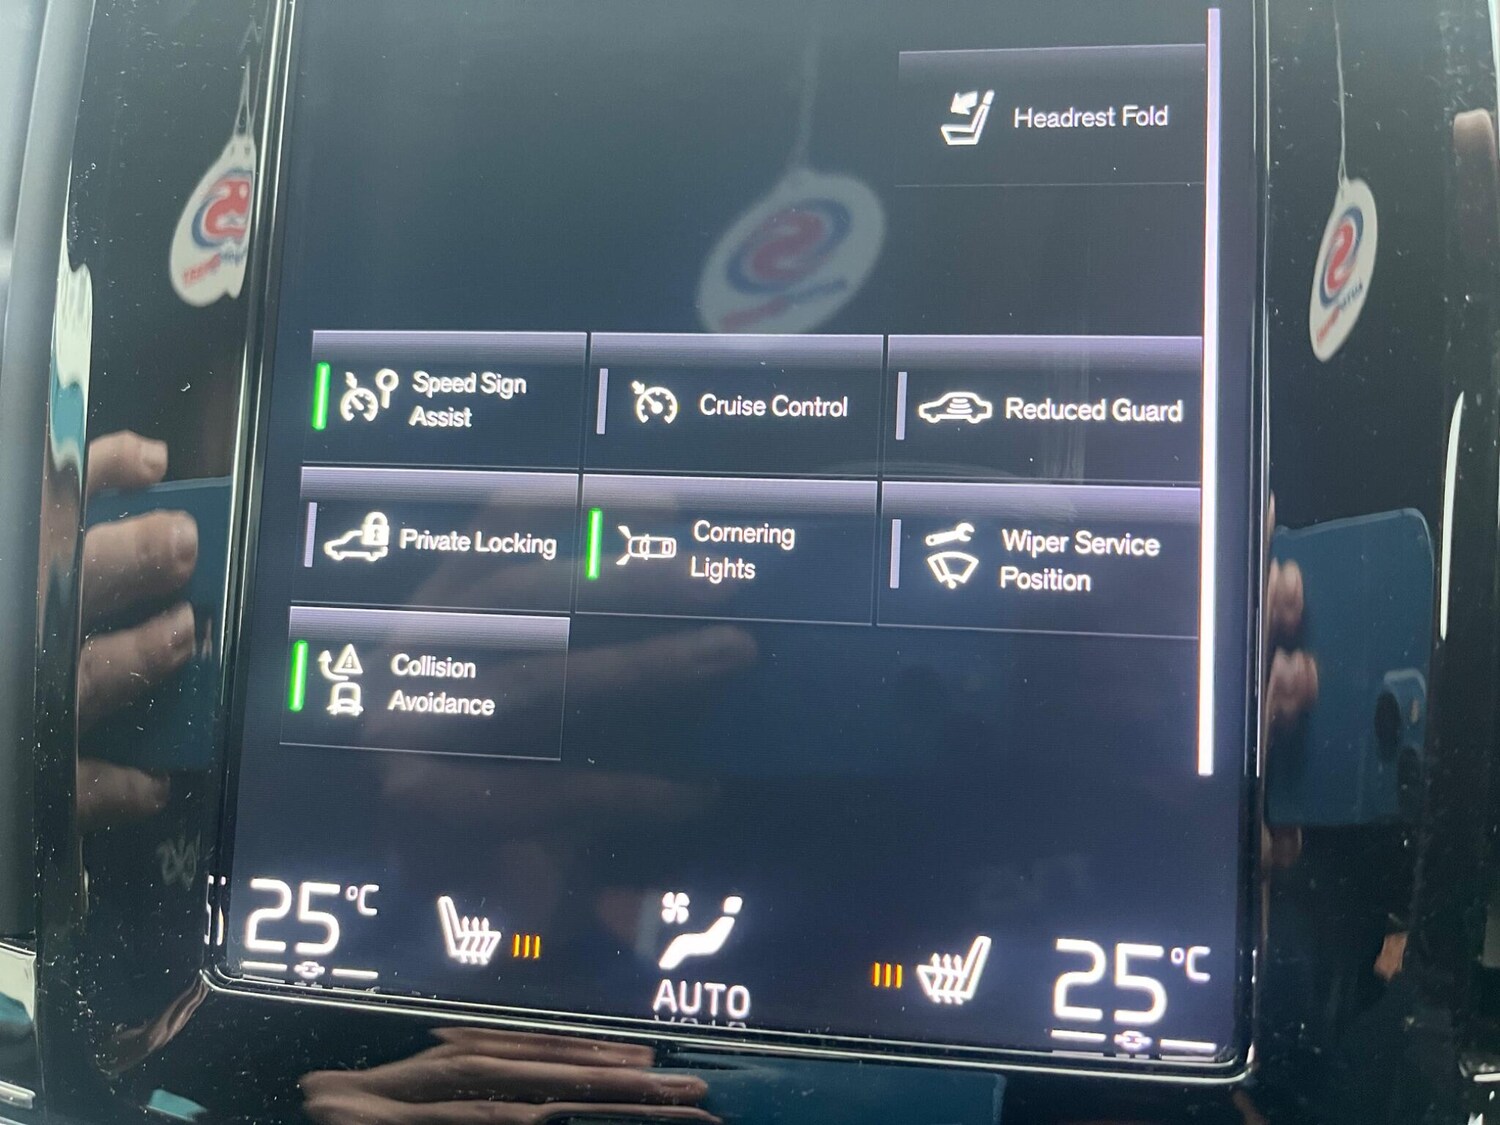 Headrest Fold
Speed Sign
Assist
Cruise Control
Reduced Guard
Private Locking
Cornering
Lights
Wiper Service
Position
Collision
Avoidance
25°C
AUTO
25°C